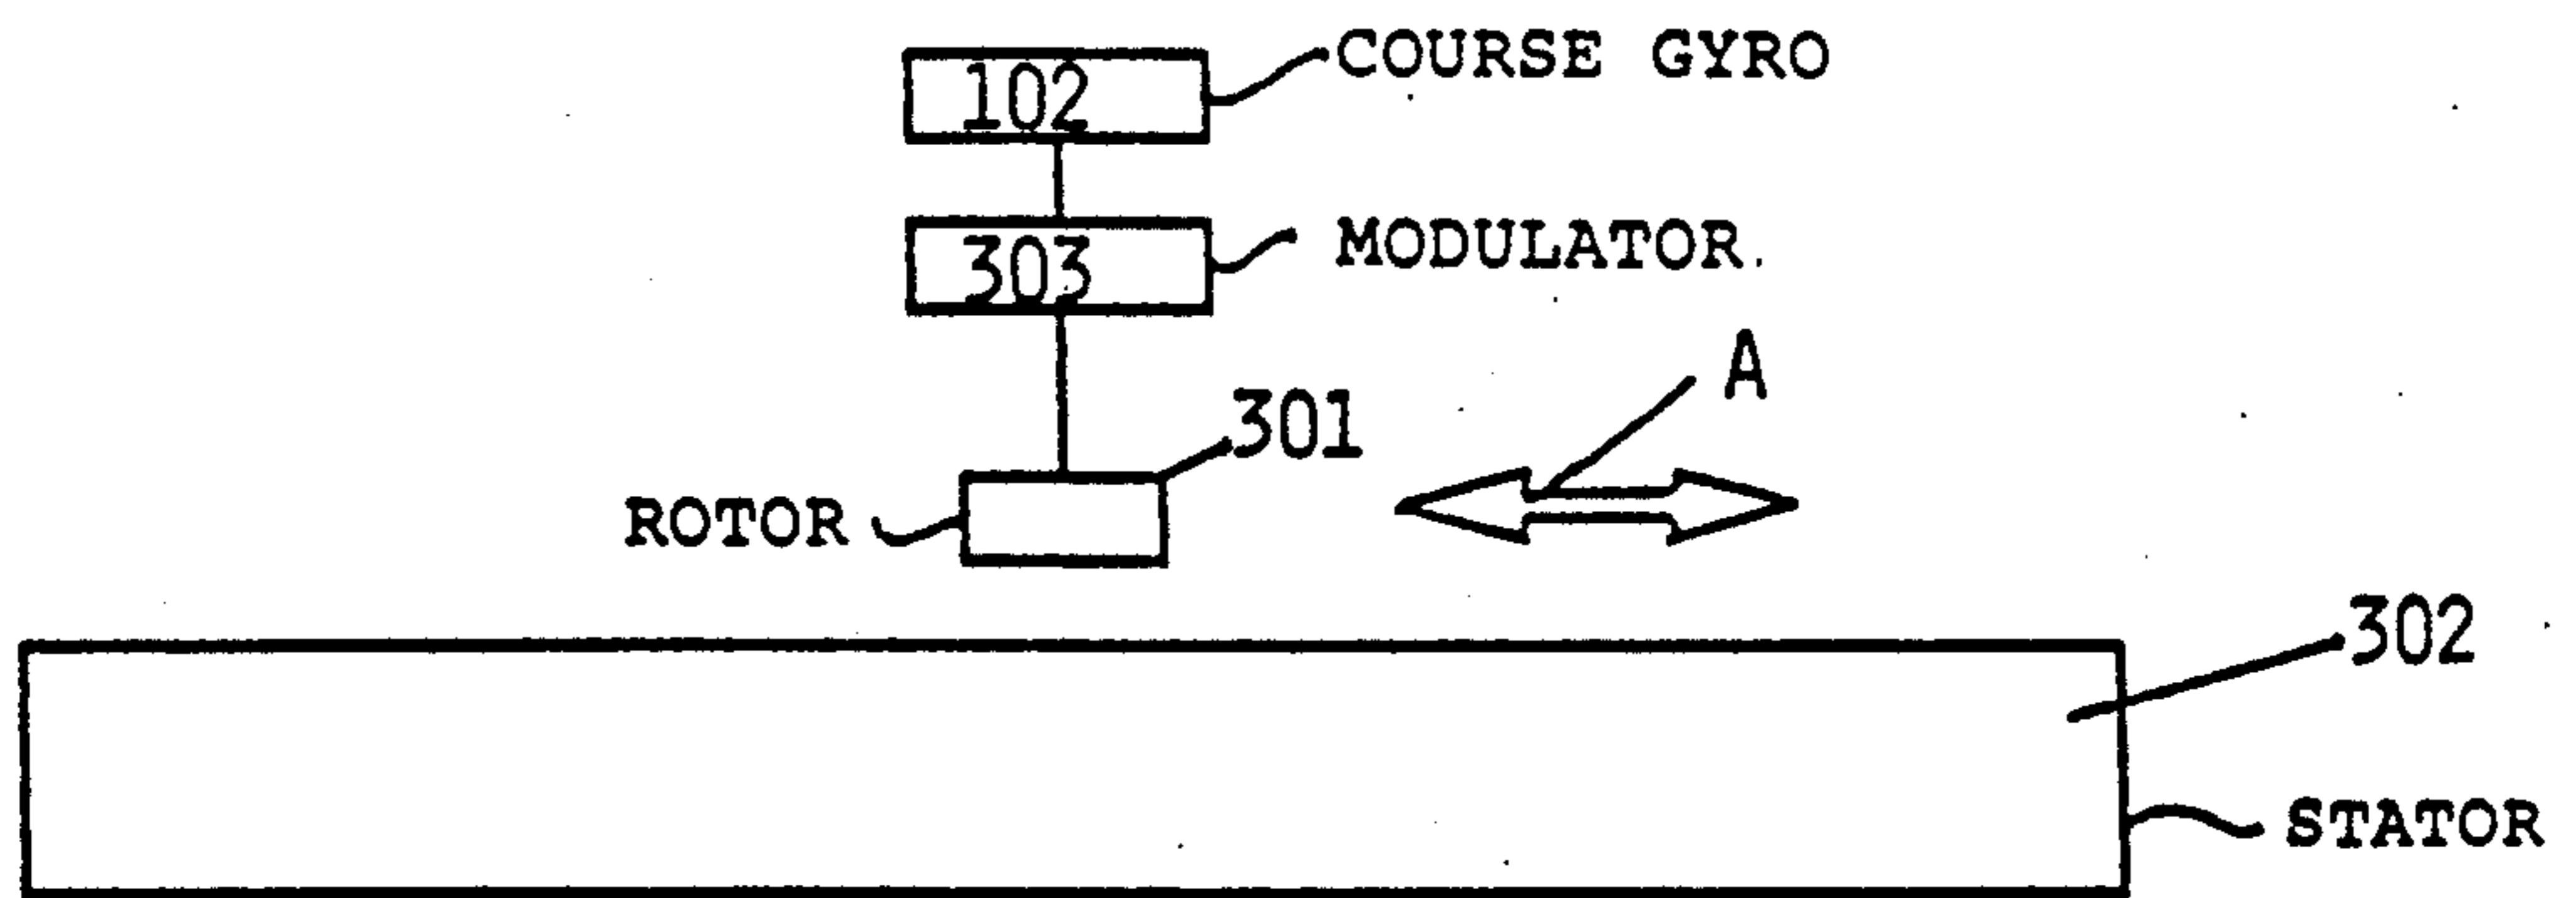 102 COURSE GYRO
303 MODULATOR
A
301
ROTOR
302
STATOR